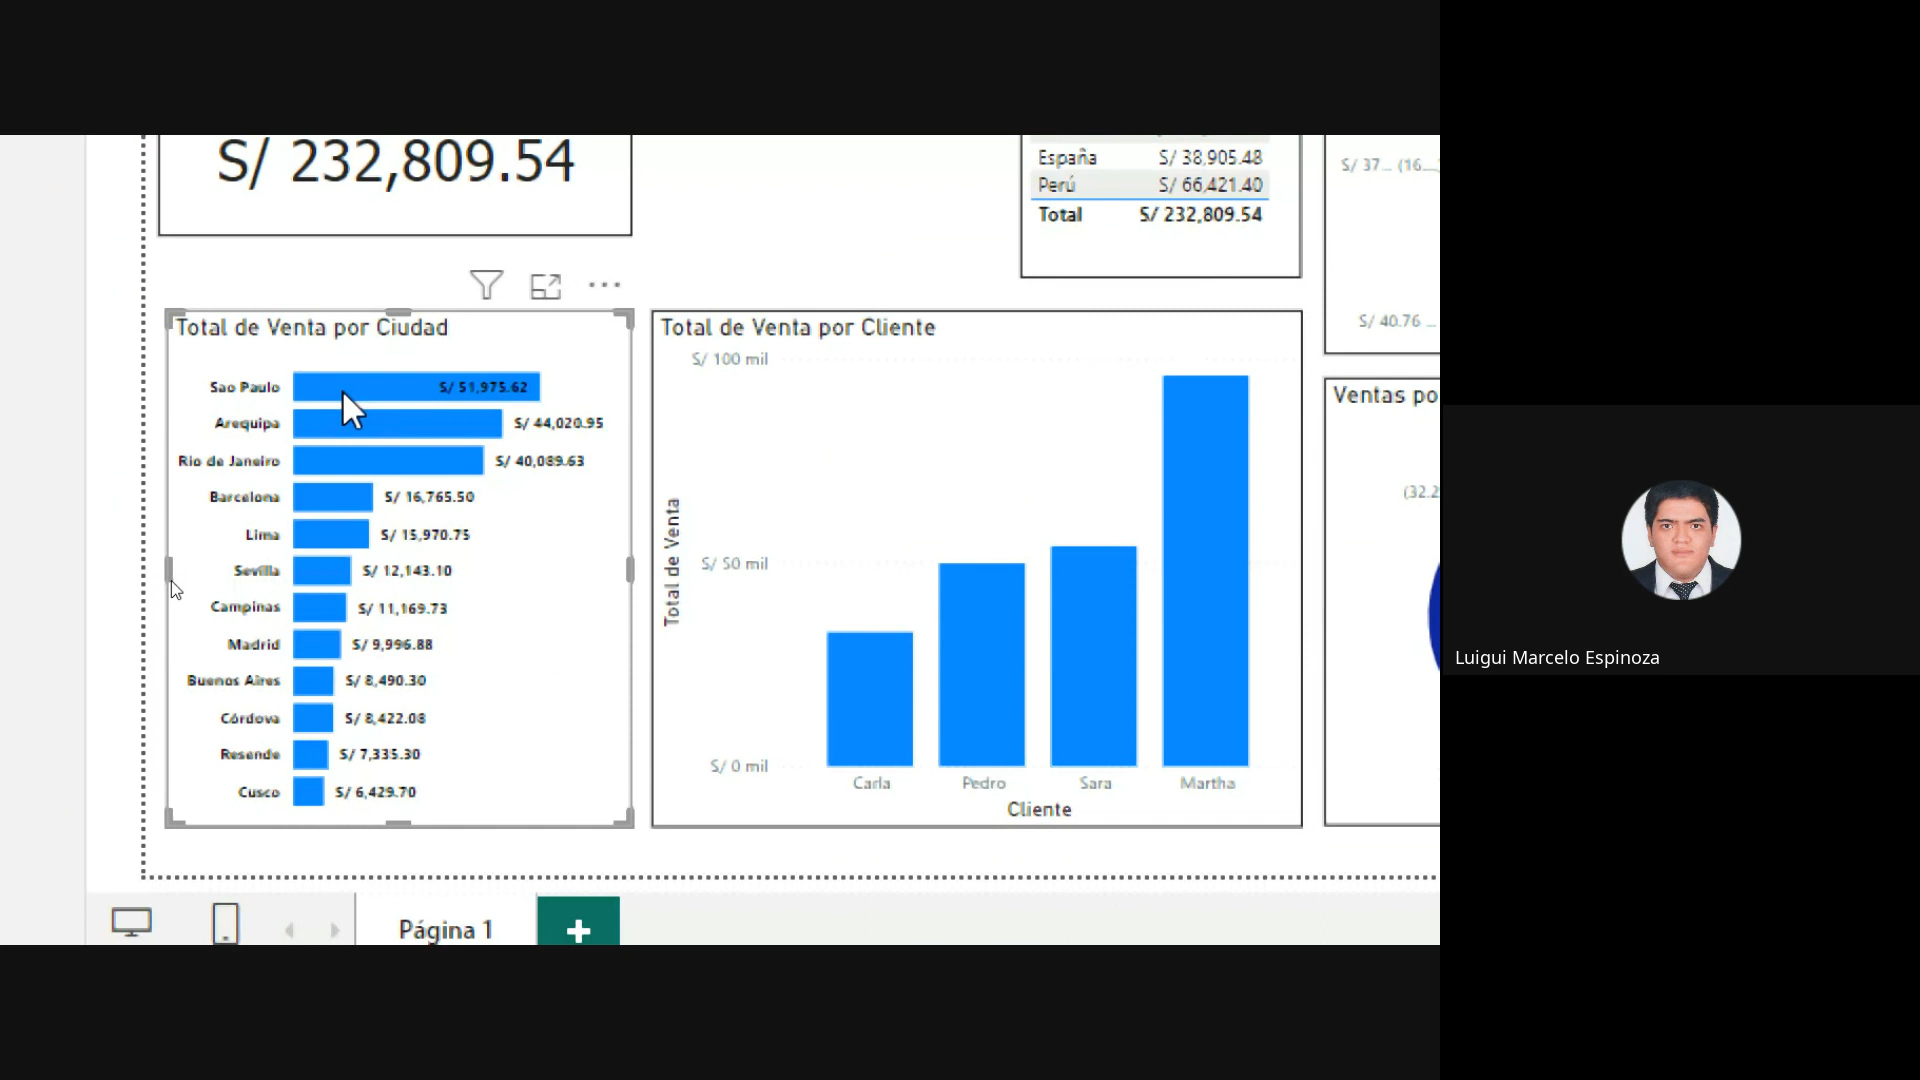 S/ 232,809.54
España S/ 38,905.48
Perú S/ 66,421.40
Total S/ 232,809.54
S/ 37... (16...
S/ 40.76 ...
Total de Venta por Ciudad
Sao Paulo S/ 51,975.62
Arequipa S/ 44,020.95
Rio de Janeiro S/ 40,089.63
Barcelona S/ 16,765.50
Lima S/ 15,970.75
Sevilla S/ 12,143.10
Campinas S/ 11,169.73
Madrid S/ 9,996.88
Buenos Aires S/ 8,490.30
Córdova S/ 8,422.08
Resende S/ 7,335.30
Cusco S/ 6,429.70
Total de Venta por Cliente
Total de Venta
S/ 100 mil
S/ 50 mil
S/ 0 mil
Carla Pedro Sara Martha
Cliente
Ventas po
(32.2
Página 1
Luigui Marcelo Espinoza